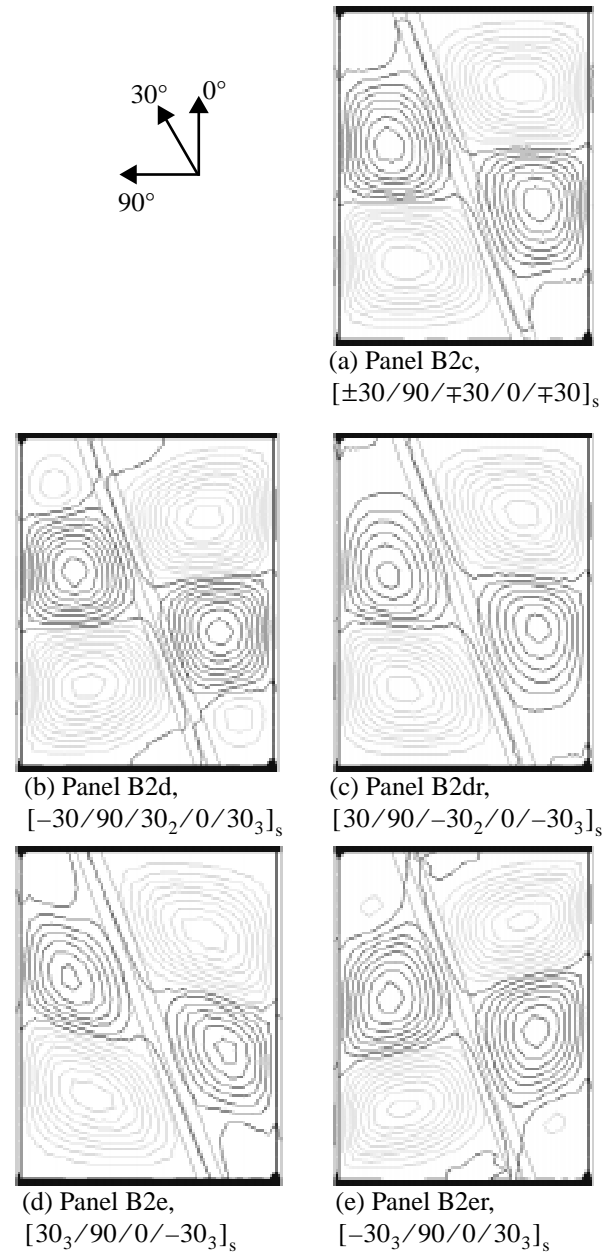 0°
30°
90°
(a) Panel B2c,
[±30/90/∓30/0/∓30]ₛ
(b) Panel B2d,
[–30/90/30₂/0/30₃]ₛ
(c) Panel B2dr,
[30/90/–30₂/0/–30₃]ₛ
(d) Panel B2e,
[30₃/90/0/–30₃]ₛ
(e) Panel B2er,
[–30₃/90/0/30₃]ₛ